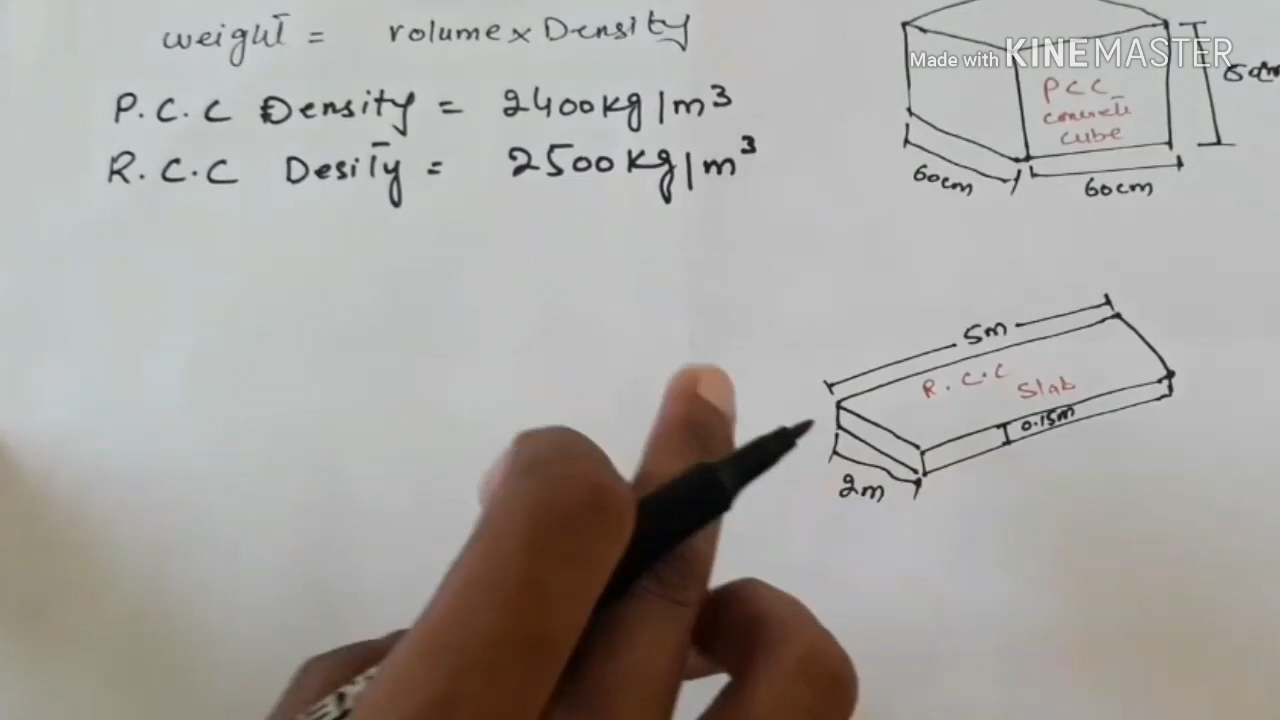 weight = rolume × Density
P.C.C Density = 2400kg/m³
R.C.C Desity = 2500kg/m³
Made with KINEMASTER
PCC
concrete
cube
60cm
60cm
5m
R.C.C Slab
0.15m
2m